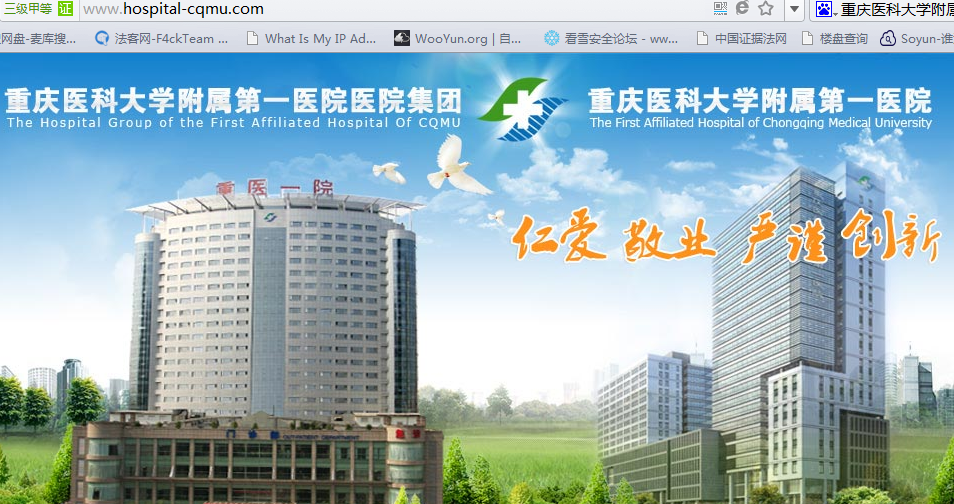 三级甲等 证 www.hospital-cqmu.com 重庆医科大学附属
网盘-麦库搜... 法客网-F4ckTeam ... What Is My IP Ad... WooYun.org | 自... 看雪安全论坛 - ww... 中国证据法网 楼盘查询 Soyun-谁
重庆医科大学附属第一医院医院集团
The Hospital Group of the First Affiliated Hospital Of CQMU
重庆医科大学附属第一医院
The First Affiliated Hospital of Chongqing Medical University
重医一院
仁爱 敬业 严谨 创新
门诊部 OUTPATIENT DEPARTMENT